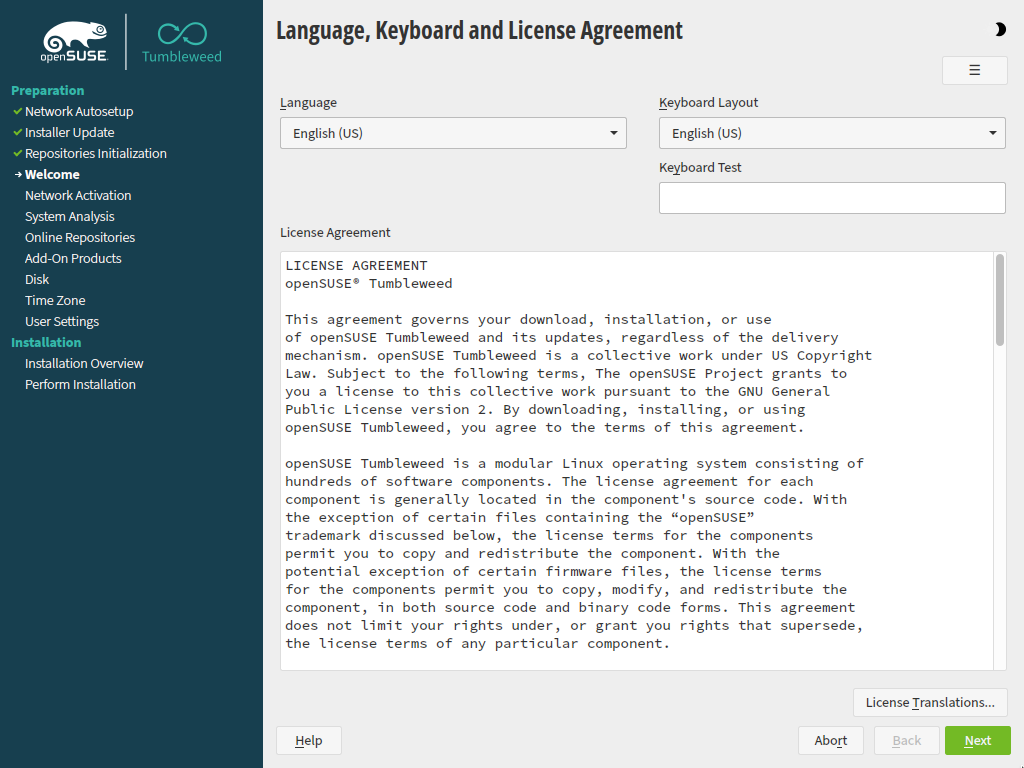 openSUSE
Tumbleweed
Preparation
Network Autosetup
Installer Update
Repositories Initialization
Welcome
Network Activation
System Analysis
Online Repositories
Add-On Products
Disk
Time Zone
User Settings
Installation
Installation Overview
Perform Installation
Language, Keyboard and License Agreement
Language
English (US)
Keyboard Layout
English (US)
Keyboard Test
License Agreement
LICENSE AGREEMENT
openSUSE® Tumbleweed
This agreement governs your download, installation, or use
of openSUSE Tumbleweed and its updates, regardless of the delivery
mechanism. openSUSE Tumbleweed is a collective work under US Copyright
Law. Subject to the following terms, The openSUSE Project grants to
you a license to this collective work pursuant to the GNU General
Public License version 2. By downloading, installing, or using
openSUSE Tumbleweed, you agree to the terms of this agreement.
openSUSE Tumbleweed is a modular Linux operating system consisting of
hundreds of software components. The license agreement for each
component is generally located in the component's source code. With
the exception of certain files containing the “openSUSE”
trademark discussed below, the license terms for the components
permit you to copy and redistribute the component. With the
potential exception of certain firmware files, the license terms
for the components permit you to copy, modify, and redistribute the
component, in both source code and binary code forms. This agreement
does not limit your rights under, or grant you rights that supersede,
the license terms of any particular component.
License Translations...
Help
Abort
Back
Next